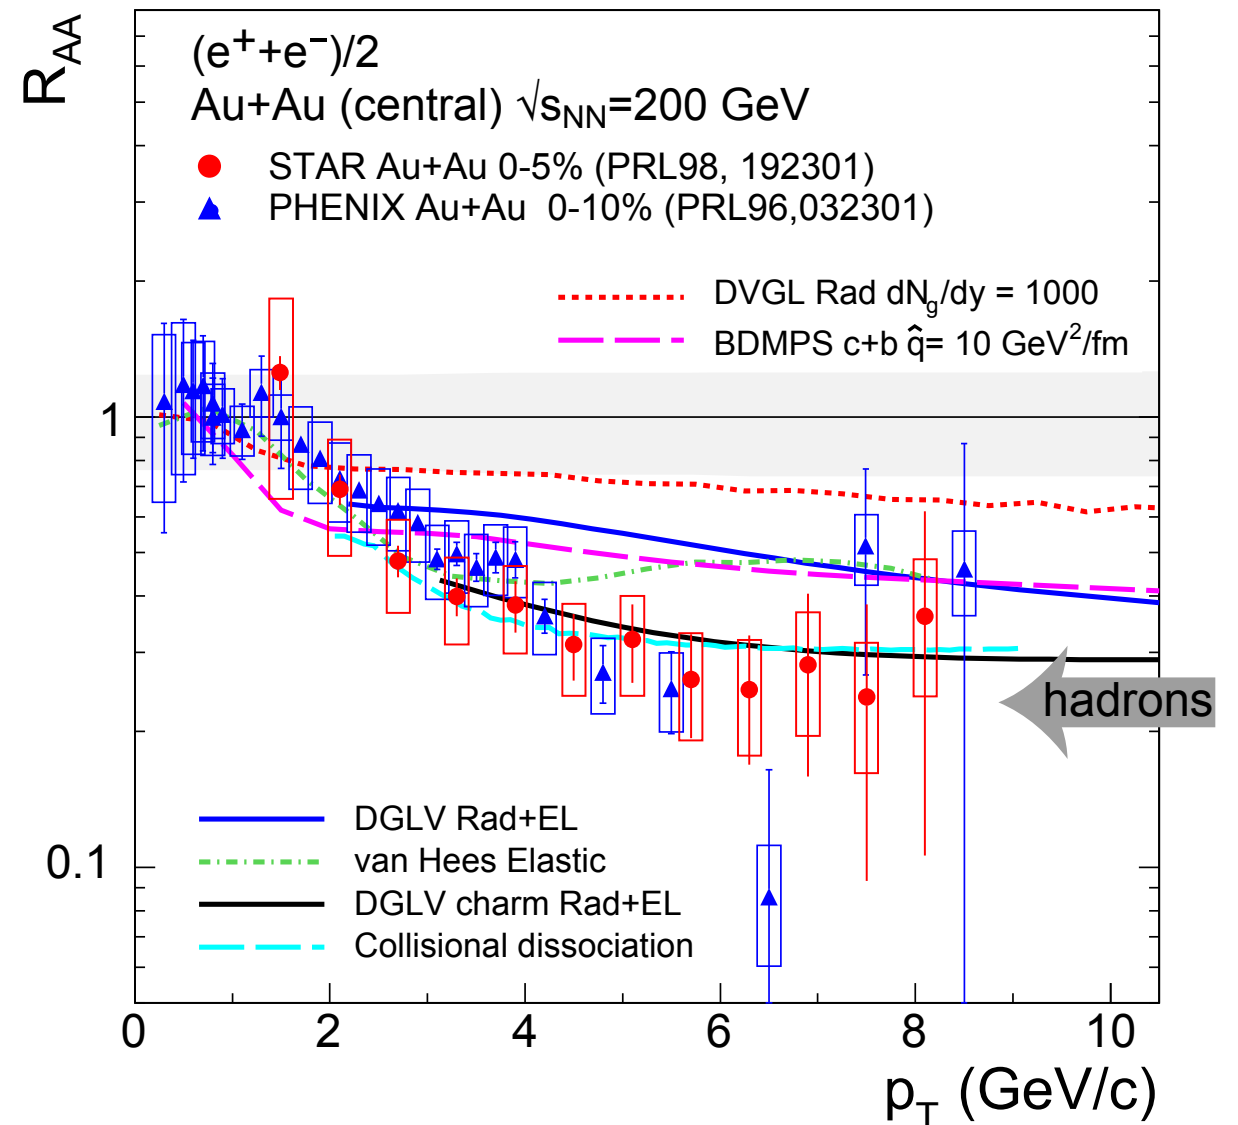 R_AA
(e⁺+e⁻)/2
Au+Au (central) √s_NN=200 GeV
STAR Au+Au 0-5% (PRL98, 192301)
PHENIX Au+Au 0-10% (PRL96,032301)
DVGL Rad dN_g/dy = 1000
BDMPS c+b q̂= 10 GeV²/fm
1
hadrons
DGLV Rad+EL
0.1
van Hees Elastic
DGLV charm Rad+EL
Collisional dissociation
0 2 4 6 8 10
p_T (GeV/c)